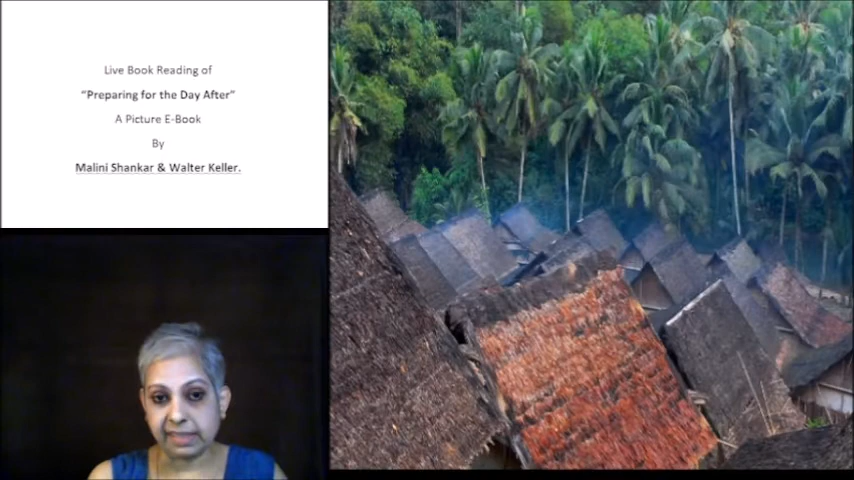 Live Book Reading of
“Preparing for the Day After”
A Picture E-Book
By
Malini Shankar & Walter Keller.